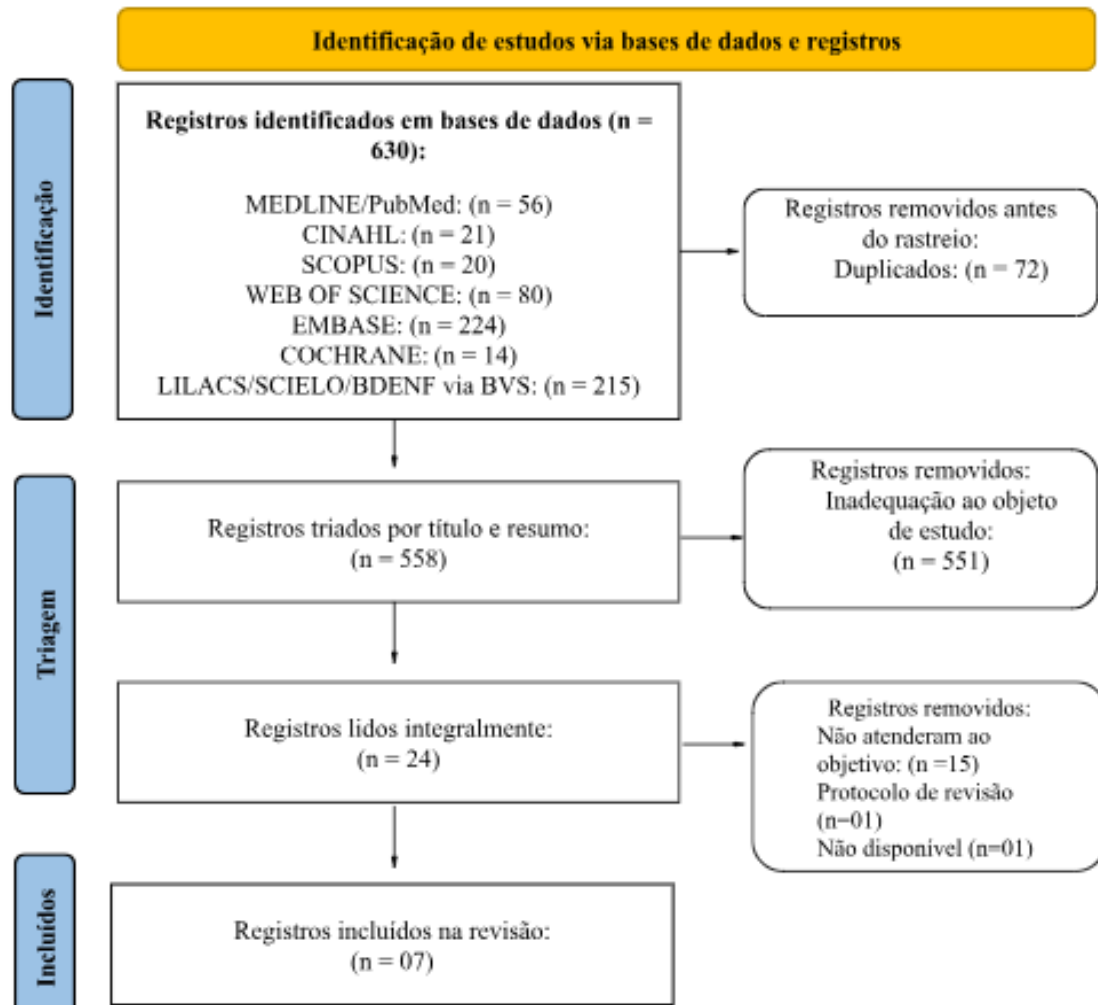 Identificação de estudos via bases de dados e registros
Identificação
Registros identificados em bases de dados (n =
630):
MEDLINE/PubMed: (n = 56)
CINAHL: (n = 21)
SCOPUS: (n = 20)
WEB OF SCIENCE: (n = 80)
EMBASE: (n = 224)
COCHRANE: (n = 14)
LILACS/SCIELO/BDENF via BVS: (n = 215)
Registros removidos antes
do rastreio:
Duplicados: (n = 72)
Triagem
Registros triados por título e resumo:
(n = 558)
Registros removidos:
Inadequação ao objeto
de estudo:
(n = 551)
Registros lidos integralmente:
(n = 24)
Registros removidos:
Não atenderam ao
objetivo: (n =15)
Protocolo de revisão
(n=01)
Não disponível (n=01)
Incluídos
Registros incluídos na revisão:
(n = 07)